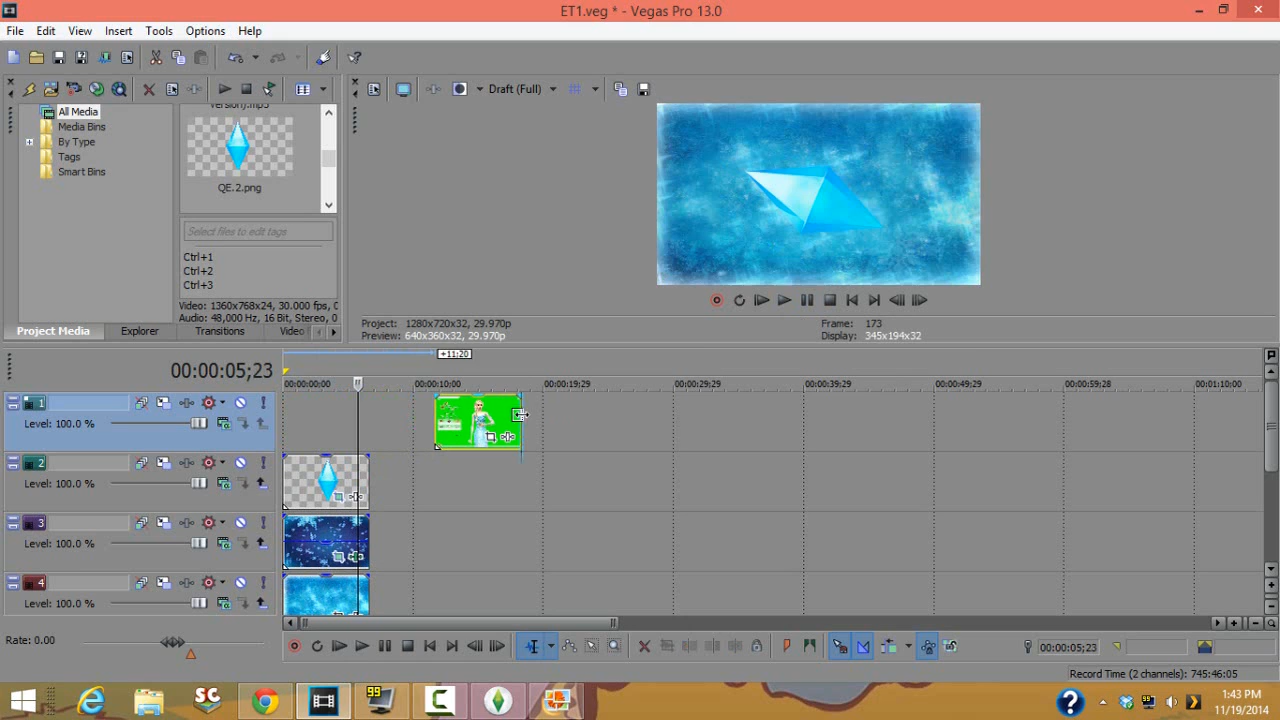 ET1.veg * - Vegas Pro 13.0
File Edit View Insert Tools Options Help
Draft (Full)
All Media
Media Bins
By Type
Tags
Smart Bins
version).mp3
QE.2.png
Select files to edit tags
Ctrl+1
Ctrl+2
Ctrl+3
Video: 1360x768x24, 30.000 fps, 0
Audio: 48,000 Hz, 16 Bit, Stereo, 0
Project Media Explorer Transitions Video
Project: 1280x720x32, 29.970p
Preview: 640x360x32, 29.970p
Frame: 173
Display: 345x194x32
+11;20
00:00:05;23
00:00:00;00 00:00:10;00 00:00:19;29 00:00:29;29 00:00:39;29 00:00:49;29 00:00:59;28 00:01:10;00
1
Level: 100.0 %
2
Level: 100.0 %
3
Level: 100.0 %
4
Level: 100.0 %
Rate: 0.00
00:00:05;23
Record Time (2 channels): 745:46:05
SC
99
1:43 PM
11/19/2014